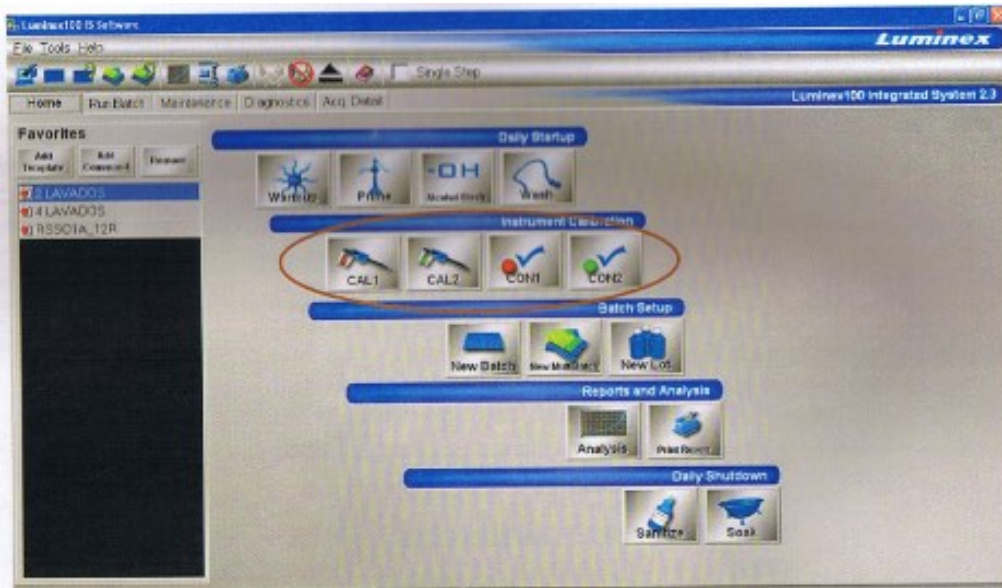 Luminex100 IS Software
File Tools Help
Luminex
Single Step
Home Run Batch Maintenance Diagnostics Acq. Detail
Luminex100 Integrated System 2.3
Favorites
Add Template Add Command Remove
2 LAVADOS
4 LAVADOS
RSSO1A_12R
Daily Startup
Warmup Prime -OH Alcohol Flush Wash
Instrument Calibration
CAL1 CAL2 CON1 CON2
Batch Setup
New Batch New MultiBatch New Lot
Reports and Analysis
Analysis Print Report
Daily Shutdown
Sanitize Soak